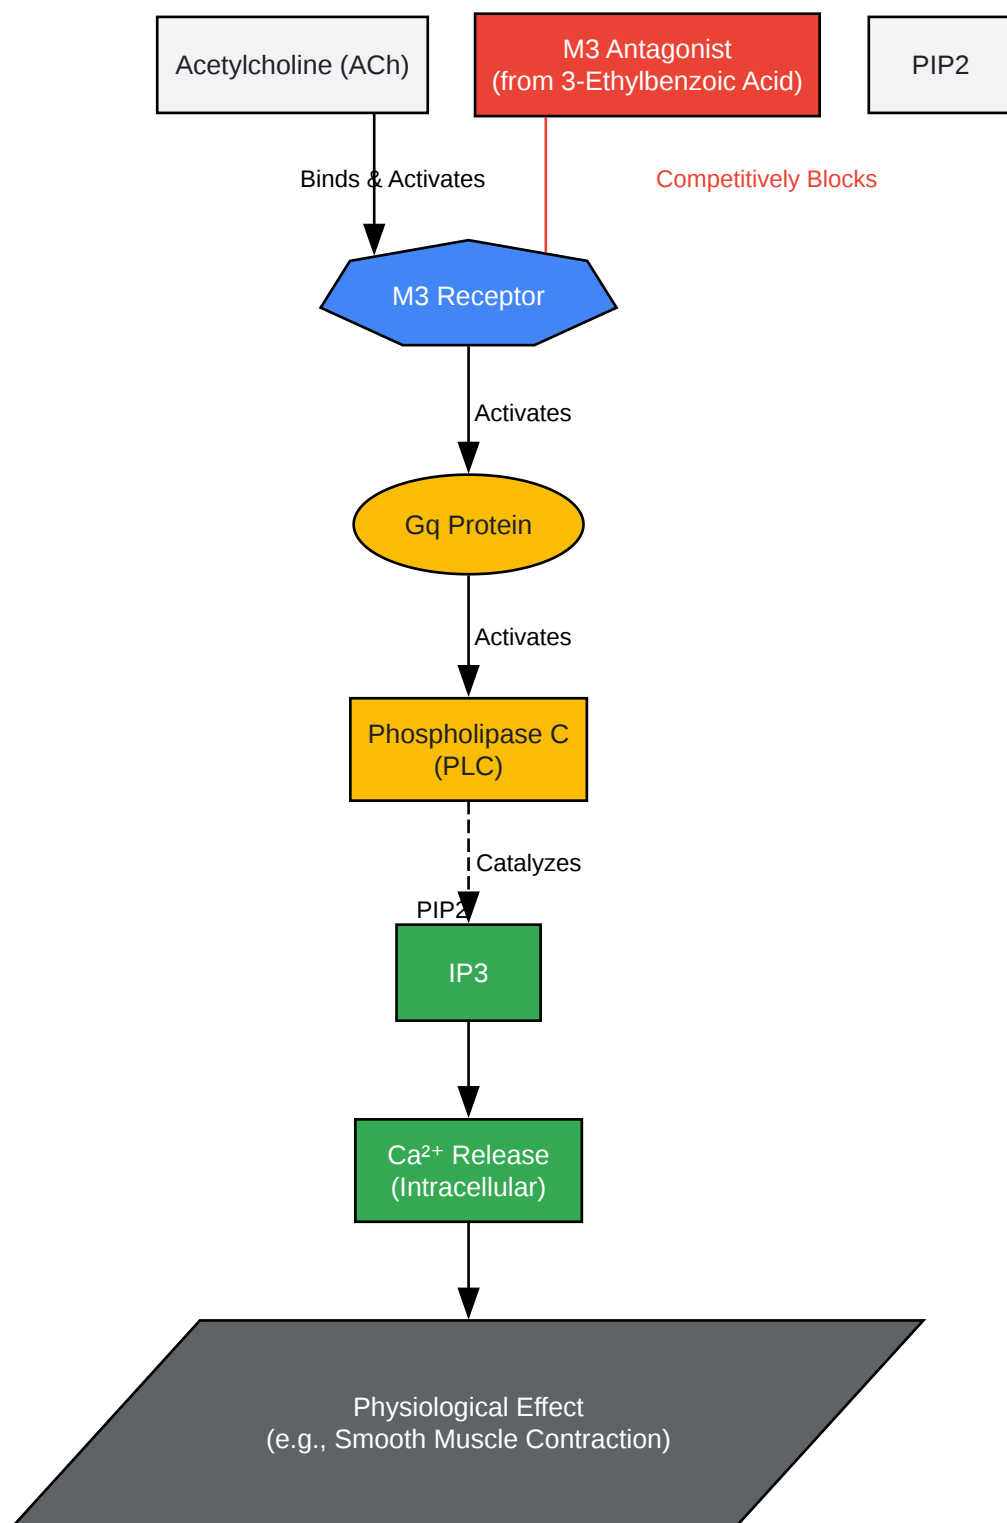 Acetylcholine (ACh)
M3 Antagonist
(from 3-Ethylbenzoic Acid)
PIP2
Binds & Activates
Competitively Blocks
M3 Receptor
Activates
Gq Protein
Activates
Phospholipase C
(PLC)
Catalyzes
PIP2
IP3
Ca²⁺ Release
(Intracellular)
Physiological Effect
(e.g., Smooth Muscle Contraction)